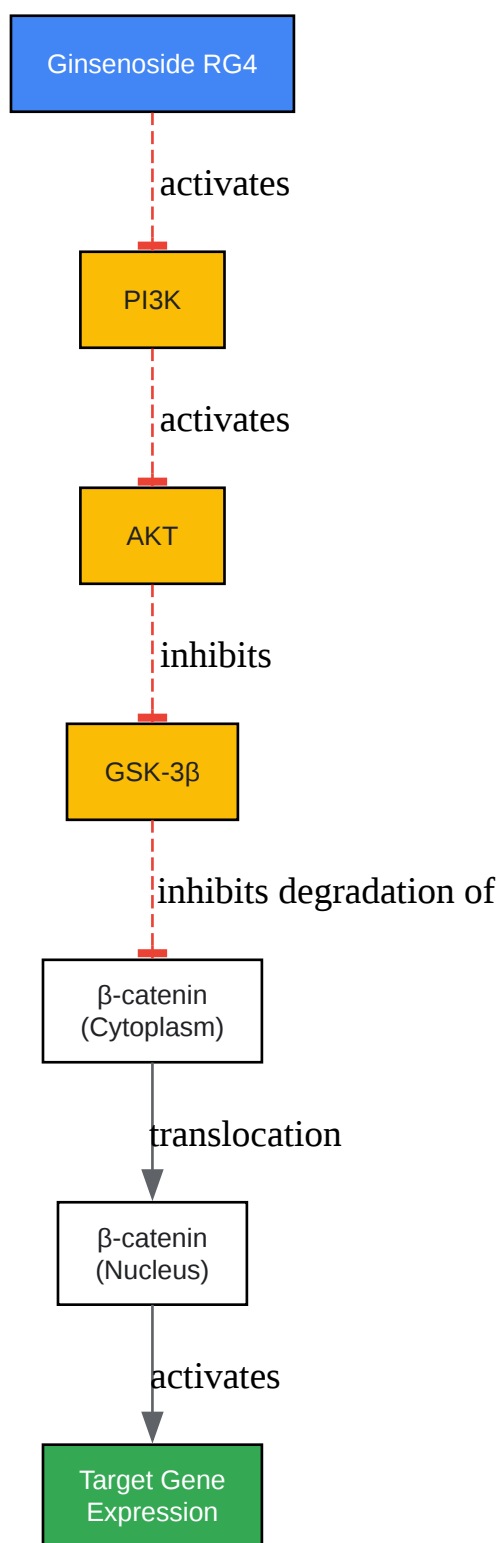 Ginsenoside RG4
activates
PI3K
activates
AKT
inhibits
GSK-3β
inhibits degradation of
β-catenin
(Cytoplasm)
translocation
β-catenin
(Nucleus)
activates
Target Gene
Expression